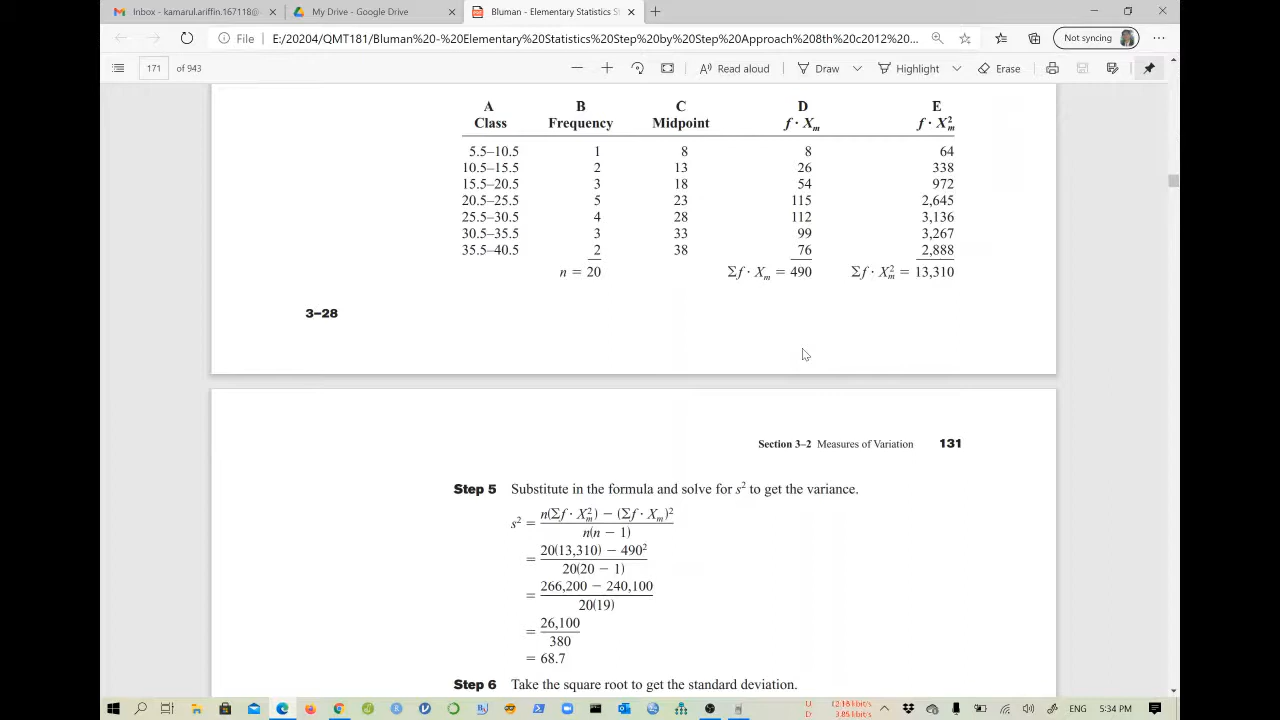 Inbox - kamarul.ariffin.167118@ My Drive - Google Drive Bluman - Elementary Statistics St
File E:/20204/QMT181/Bluman%20-%20Elementary%20Statistics%20Step%20by%20Step%20Approach%208th%20c2012%20... Not syncing
171 of 943 Read aloud Draw Highlight Erase
A B C D E
Class Frequency Midpoint f · Xₘ f · X²ₘ
5.5–10.5 1 8 8 64
10.5–15.5 2 13 26 338
15.5–20.5 3 18 54 972
20.5–25.5 5 23 115 2,645
25.5–30.5 4 28 112 3,136
30.5–35.5 3 33 99 3,267
35.5–40.5 2 38 76 2,888
n = 20 Σf · Xₘ = 490 Σf · X²ₘ = 13,310
3–28
Section 3–2 Measures of Variation 131
Step 5 Substitute in the formula and solve for s² to get the variance.
s² = n(Σf · X²ₘ) − (Σf · Xₘ)²
n(n − 1)
= 20(13,310) − 490²
20(20 − 1)
= 266,200 − 240,100
20(19)
= 26,100
380
= 68.7
Step 6 Take the square root to get the standard deviation.
ENG 5:34 PM